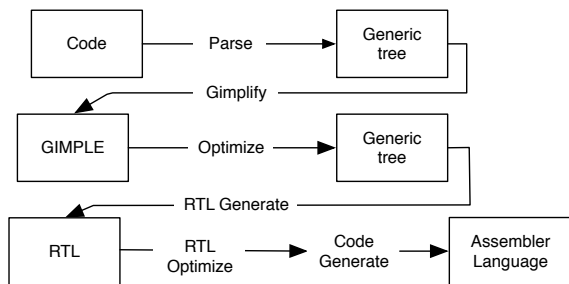 Code
Parse
Generic
tree
Gimplify
GIMPLE
Optimize
Generic
tree
RTL Generate
RTL
RTL
Optimize
Code
Generate
Assembler
Language